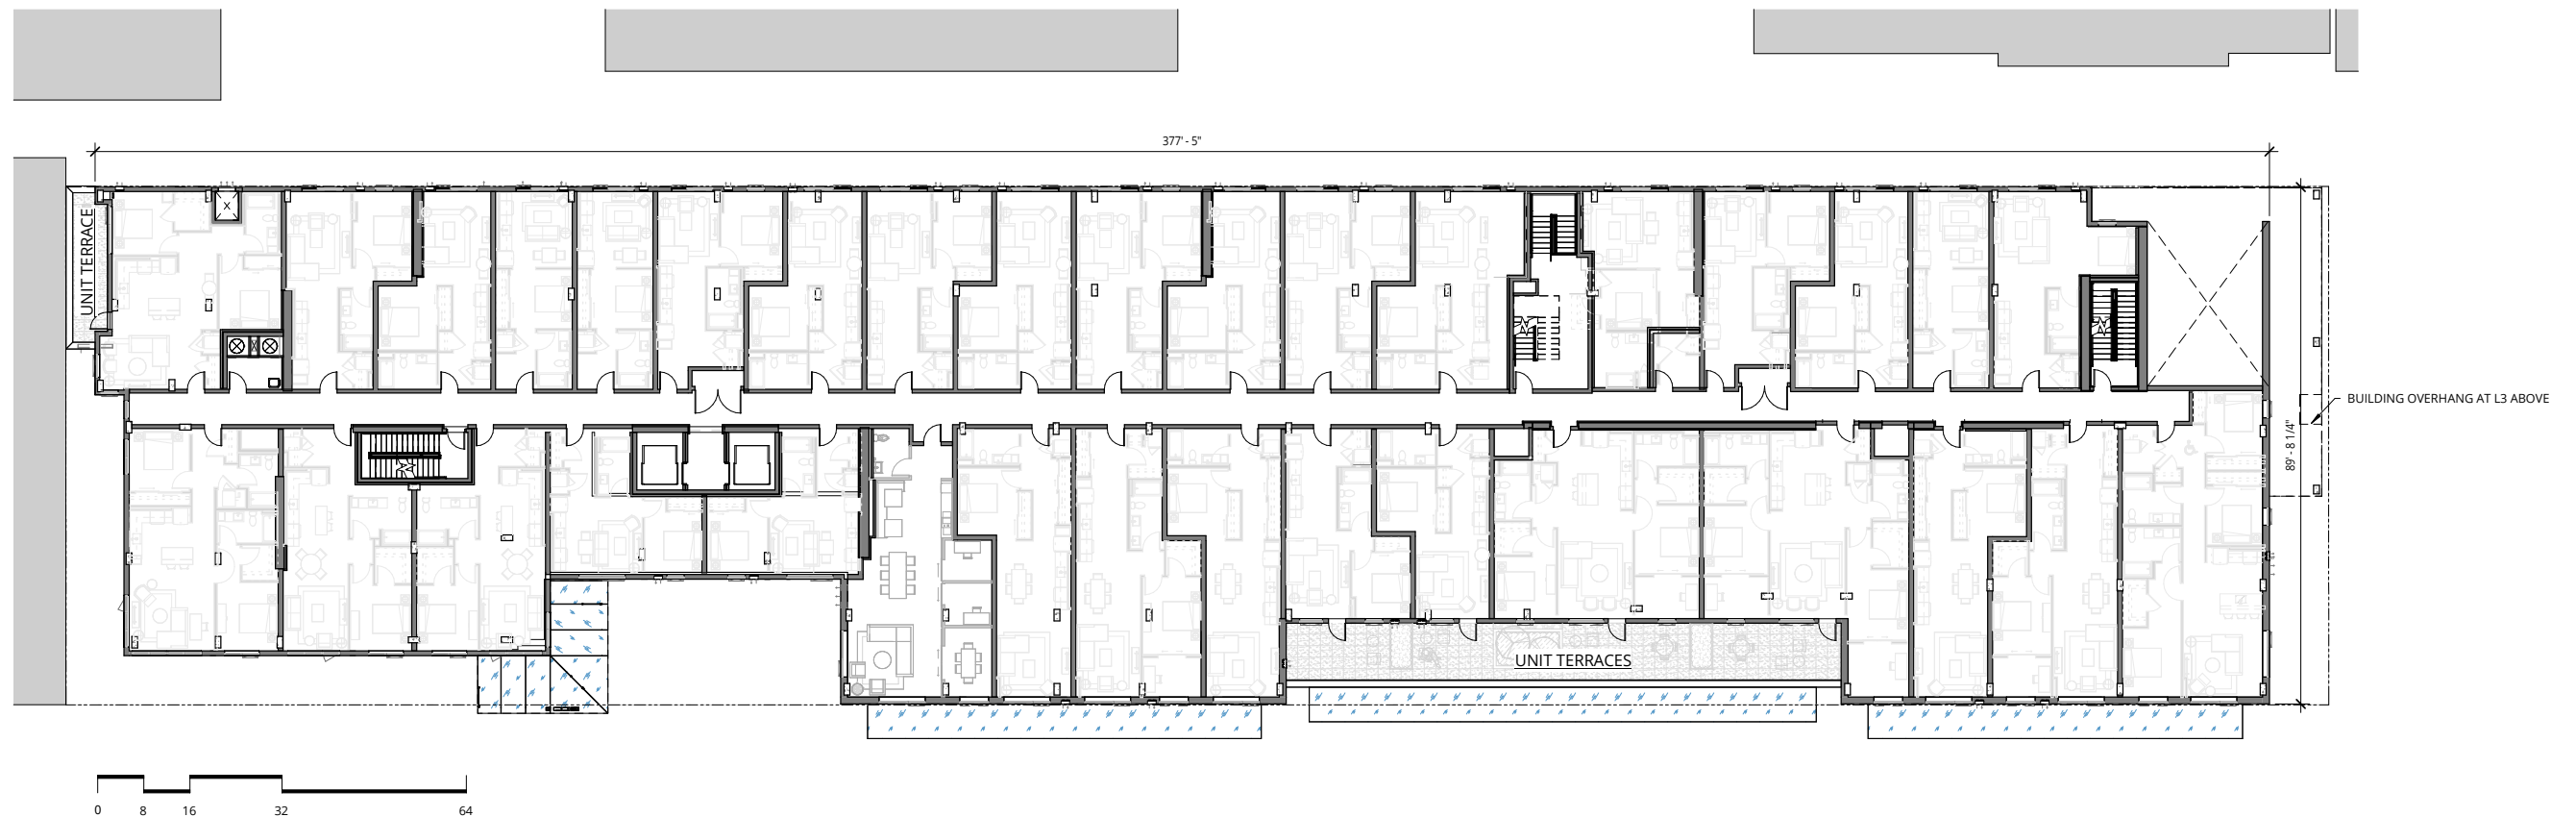 377' - 5"
UNIT TERRACE
X
BUILDING OVERHANG AT L3 ABOVE
89' - 8 1/4"
UNIT TERRACES
0 8 16 32 64